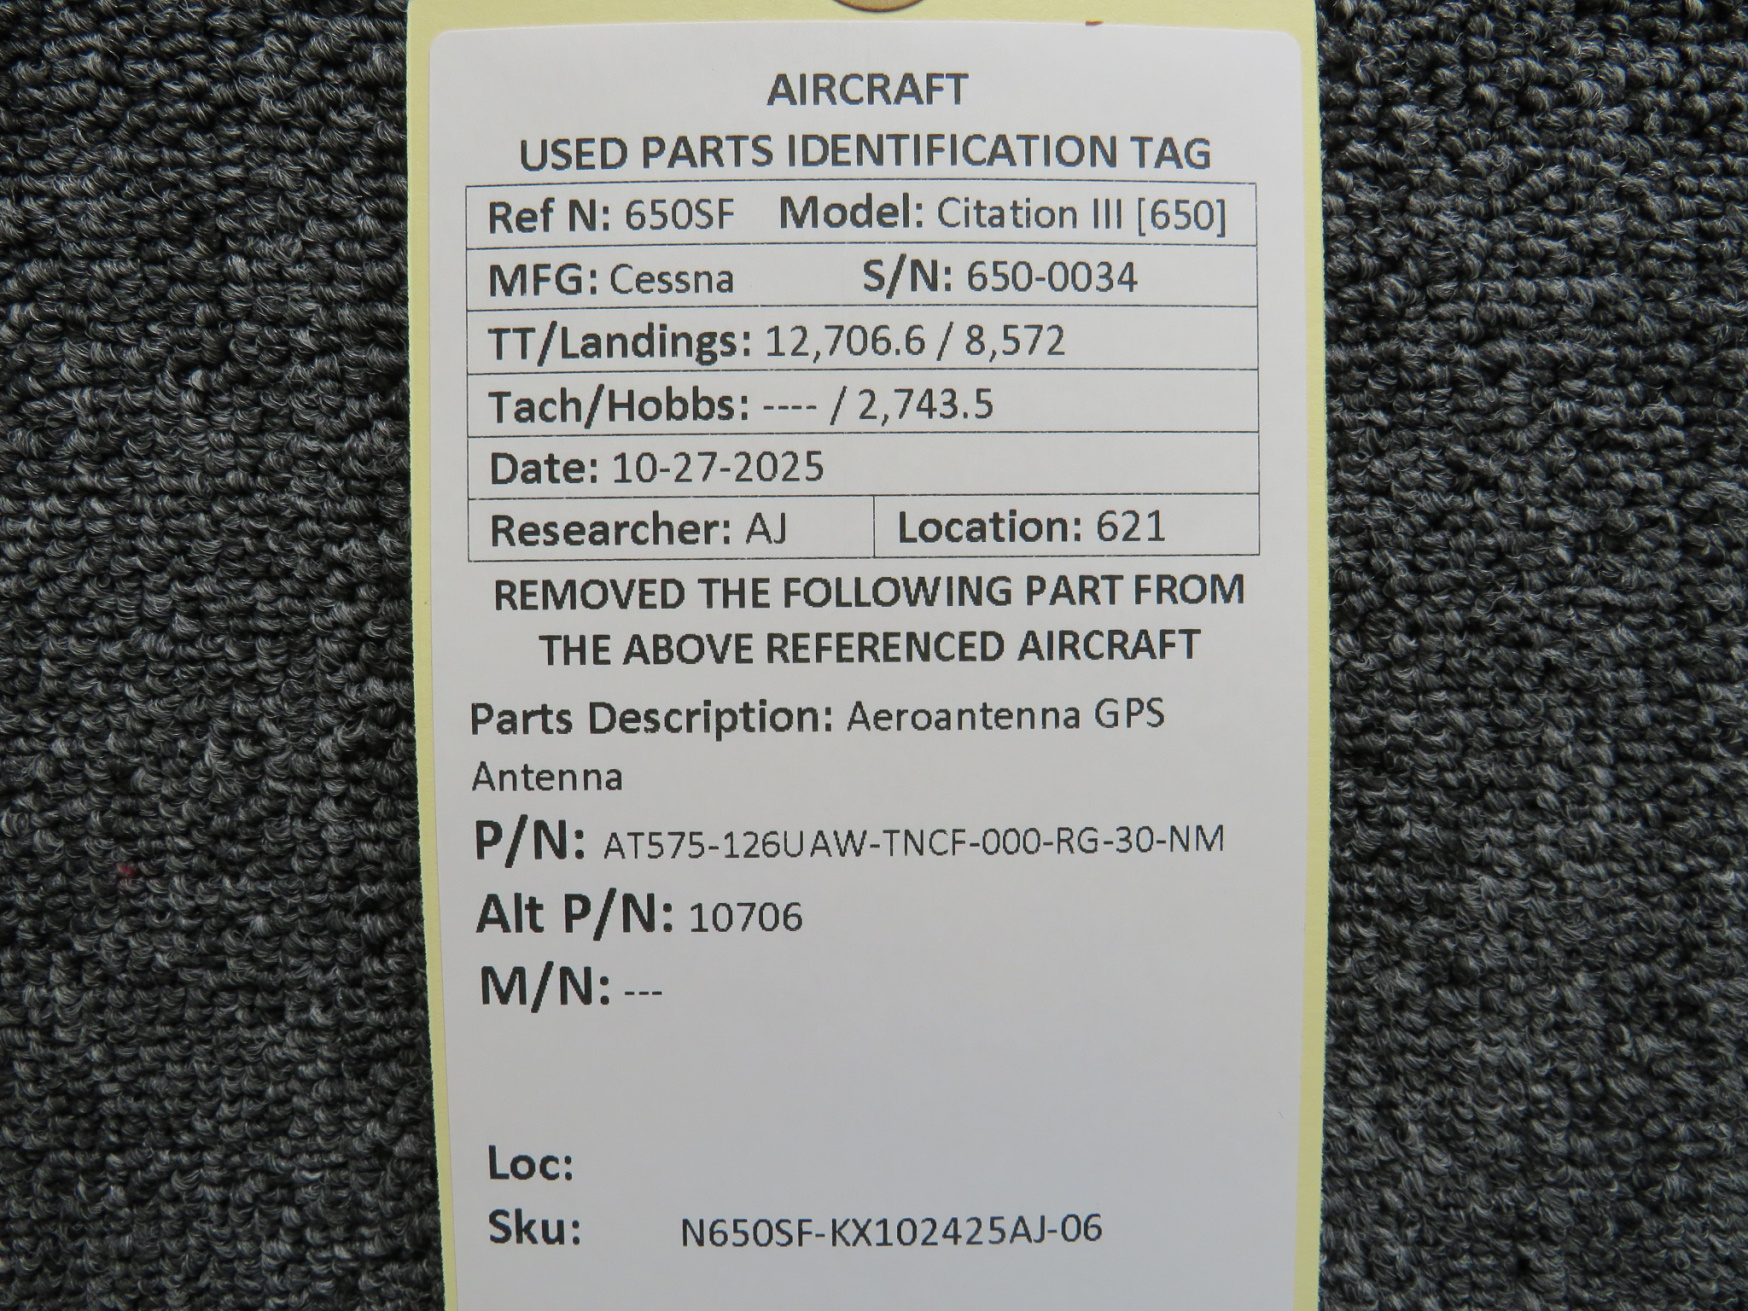 AIRCRAFT
USED PARTS IDENTIFICATION TAG
Ref N: 650SF Model: Citation III [650]
MFG: Cessna S/N: 650-0034
TT/Landings: 12,706.6 / 8,572
Tach/Hobbs: ---- / 2,743.5
Date: 10-27-2025
Researcher: AJ Location: 621
REMOVED THE FOLLOWING PART FROM
THE ABOVE REFERENCED AIRCRAFT
Parts Description: Aeroantenna GPS
Antenna
P/N: AT575-126UAW-TNCF-000-RG-30-NM
Alt P/N: 10706
M/N: ---
Loc:
Sku: N650SF-KX102425AJ-06